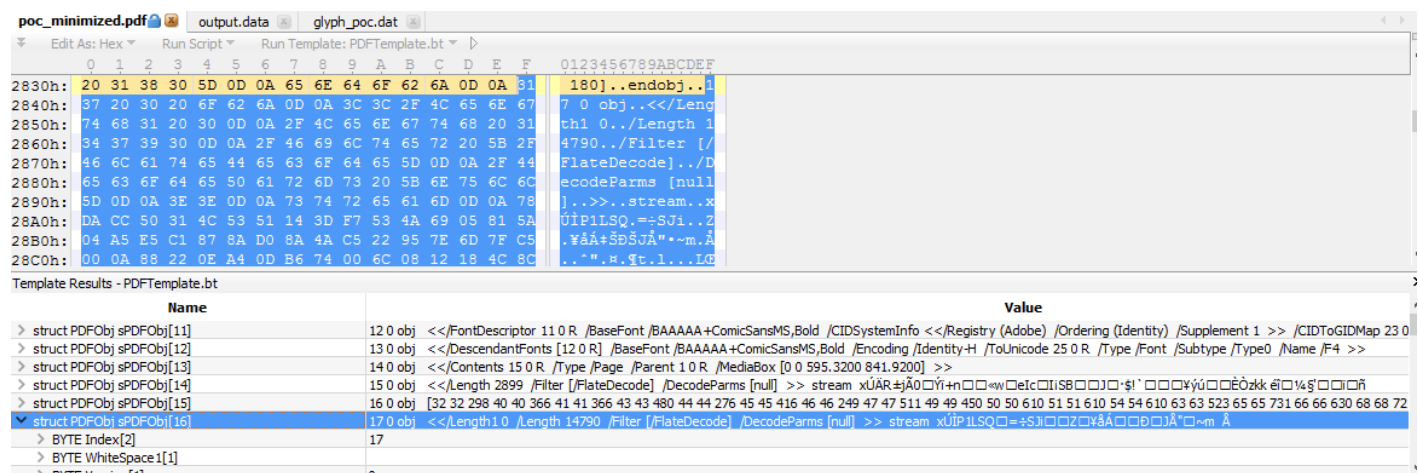 poc_minimized.pdf output.data glyph_poc.dat
Edit As: Hex Run Script Run Template: PDFTemplate.bt
0 1 2 3 4 5 6 7 8 9 A B C D E F 0123456789ABCDEF
2830h: 20 31 38 30 5D 0D 0A 65 6E 64 6F 62 6A 0D 0A 31 180]..endobj..1
2840h: 37 20 30 20 6F 62 6A 0D 0A 3C 3C 2F 4C 65 6E 67 7 0 obj..<</Leng
2850h: 74 68 31 20 30 0D 0A 2F 4C 65 6E 67 74 68 20 31 th1 0../Length 1
2860h: 34 37 39 30 0D 0A 2F 46 69 6C 74 65 72 20 5B 2F 4790../Filter [/
2870h: 46 6C 61 74 65 44 65 63 6F 64 65 5D 0D 0A 2F 44 FlateDecode]../D
2880h: 65 63 6F 64 65 50 61 72 6D 73 20 5B 6E 75 6C 6C ecodeParms [null
2890h: 5D 0D 0A 3E 3E 0D 0A 73 74 72 65 61 6D 0D 0A 78 ]..>>..stream..x
28A0h: DA CC 50 31 4C 53 51 14 3D F7 53 4A 69 05 81 5A ÚÌP1LSQ.=÷SJi..Z
28B0h: 04 A5 E5 C1 87 8A D0 8A 4A C5 22 95 7E 6D 7F C5 .¥åÁ‡ŠÐŠJÅ"•~m.Å
28C0h: 00 0A 88 22 0E A4 0D B6 74 00 6C 08 12 18 4C 8C ..ˆ".¤.¶t.l...LŒ
Template Results - PDFTemplate.bt
Name Value
struct PDFObj sPDFObj[11] 12 0 obj <</FontDescriptor 11 0 R /BaseFont /BAAAAA+ComicSansMS,Bold /CIDSystemInfo <</Registry (Adobe) /Ordering (Identity) /Supplement 1 >> /CIDToGIDMap 23 0
struct PDFObj sPDFObj[12] 13 0 obj <</DescendantFonts [12 0 R] /BaseFont /BAAAAA+ComicSansMS,Bold /Encoding /Identity-H /ToUnicode 25 0 R /Type /Font /Subtype /Type0 /Name /F4 >>
struct PDFObj sPDFObj[13] 14 0 obj <</Contents 15 0 R /Type /Page /Parent 1 0 R /MediaBox [0 0 595.3200 841.9200] >>
struct PDFObj sPDFObj[14] 15 0 obj <</Length 2899 /Filter [/FlateDecode] /DecodeParms [null] >> stream
struct PDFObj sPDFObj[15] 16 0 obj [32 32 298 40 40 366 41 41 366 43 43 480 44 44 276 45 45 416 46 46 249 47 47 511 49 49 450 50 50 610 51 51 610 54 54 610 63 63 523 65 65 731 66 66 630 68 68 72
struct PDFObj sPDFObj[16] 17 0 obj <</Length1 0 /Length 14790 /Filter [/FlateDecode] /DecodeParms [null] >> stream xÚÌP1LSQ□=÷SJi□□Z□¥åÁ□□Ð□JÅ"□~m Å
BYTE Index[2] 17
BYTE WhiteSpace1[1]